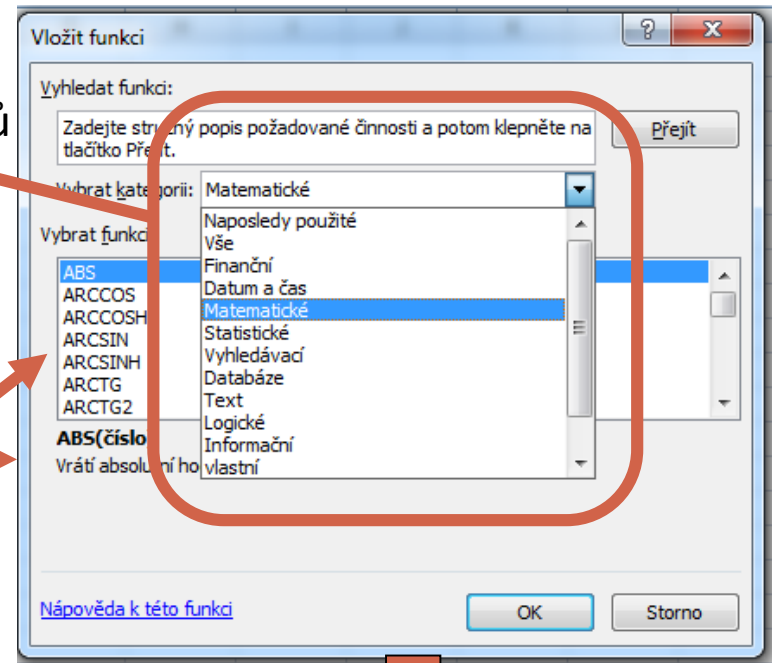 Vložit funkci
Vyhledat funkci:
ů
Zadejte stručný popis požadované činnosti a potom klepněte na
tlačítko Přejít.
Přejít
Vybrat kategorii: Matematické
Vybrat funkci
Naposledy použité
Vše
Finanční
Datum a čas
Matematické
Statistické
Vyhledávací
Databáze
Text
Logické
Informační
vlastní
ABS
ARCCOS
ARCCOSH
ARCSIN
ARCSINH
ARCTG
ARCTG2
ABS(číslo
Vrátí absolutní ho
Nápověda k této funkci
OK
Storno